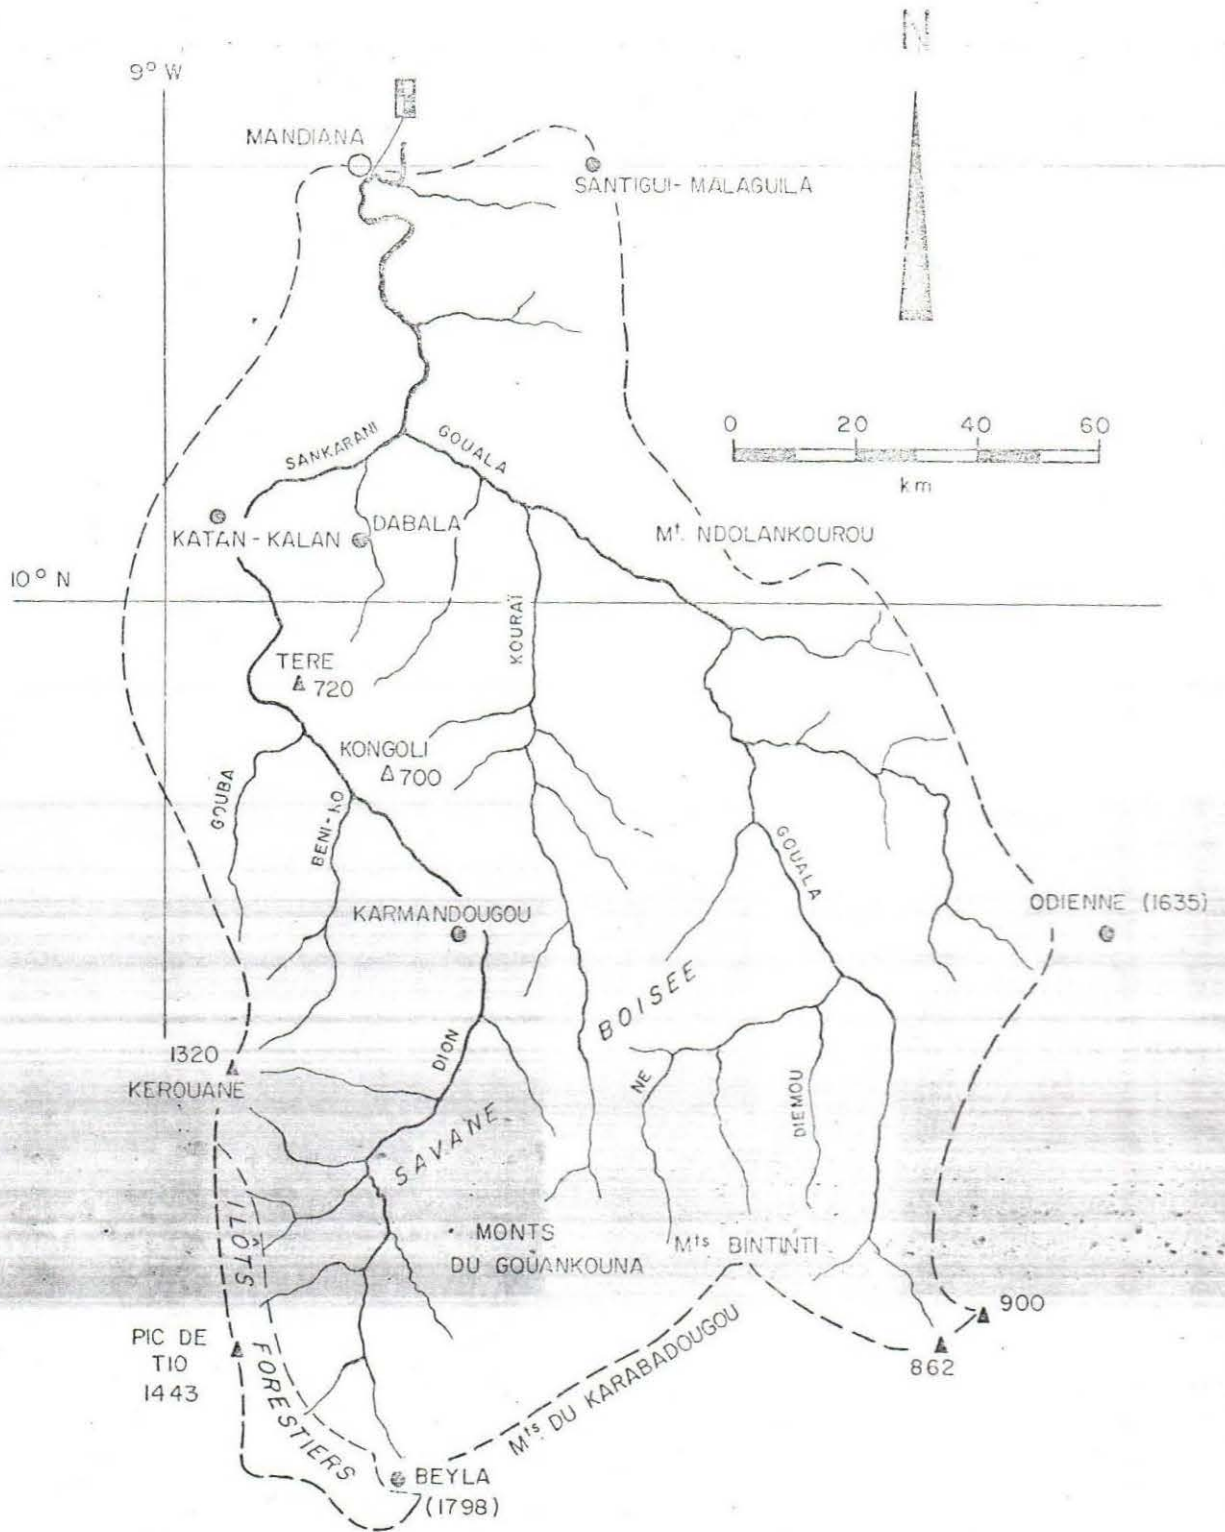 N
9° W
MANDIANA
SANTIGUI - MALAGUILA
0 20 40 60
km
SANKARANI
GOUALA
KATAN - KALAN
DABALA
Mt. NDOLANKOUROU
10° N
KOURAÏ
TERE
720
KONGOLI
700
GOUBA
BENI-KO
GOUALA
KARMANDOUGOU
ODIENNE (1635)
BOISEE
DION
1320
KEROUANE
NE
DIEMOU
SAVANE
ILÔTS
FORESTIERS
MONTS
DU GOUANKOUNA
Mts BINTINTI
900
862
PIC DE
TIO
1443
Mts. DU KARABADOUGOU
BEYLA
(1798)